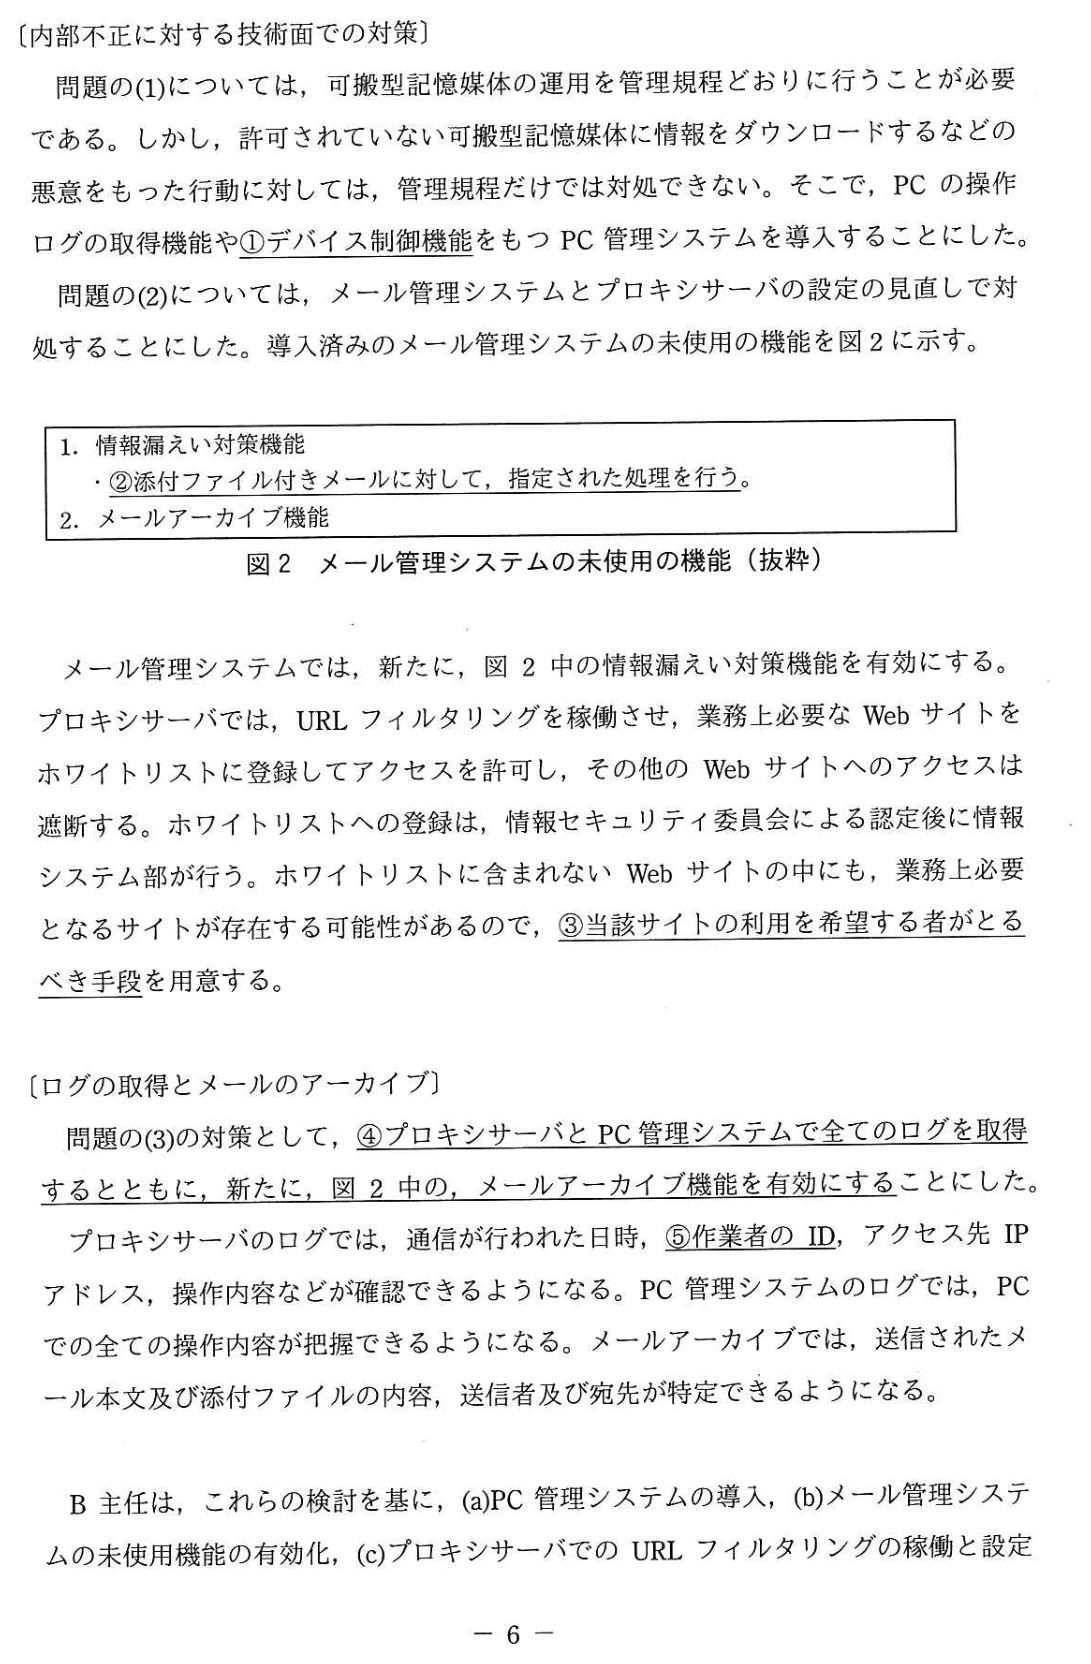 〔内部不正に対する技術面での対策〕
問題の(1)については，可搬型記憶媒体の運用を管理規程どおりに行うことが必要
である。しかし，許可されていない可搬型記憶媒体に情報をダウンロードするなどの
悪意をもった行動に対しては，管理規程だけでは対処できない。そこで，PC の操作
ログの取得機能や①デバイス制御機能をもつ PC 管理システムを導入することにした。
問題の(2)については，メール管理システムとプロキシサーバの設定の見直しで対
処することにした。導入済みのメール管理システムの未使用の機能を図 2 に示す。
1. 情報漏えい対策機能
・②添付ファイル付きメールに対して，指定された処理を行う。
2. メールアーカイブ機能
図 2　メール管理システムの未使用の機能（抜粋）
メール管理システムでは，新たに，図 2 中の情報漏えい対策機能を有効にする。
プロキシサーバでは，URL フィルタリングを稼働させ，業務上必要な Web サイトを
ホワイトリストに登録してアクセスを許可し，その他の Web サイトへのアクセスは
遮断する。ホワイトリストへの登録は，情報セキュリティ委員会による認定後に情報
システム部が行う。ホワイトリストに含まれない Web サイトの中にも，業務上必要
となるサイトが存在する可能性があるので，③当該サイトの利用を希望する者がとる
べき手段を用意する。
〔ログの取得とメールのアーカイブ〕
問題の(3)の対策として，④プロキシサーバと PC 管理システムで全てのログを取得
するとともに，新たに，図 2 中の，メールアーカイブ機能を有効にすることにした。
プロキシサーバのログでは，通信が行われた日時，⑤作業者の ID，アクセス先 IP
アドレス，操作内容などが確認できるようになる。PC 管理システムのログでは，PC
での全ての操作内容が把握できるようになる。メールアーカイブでは，送信されたメ
ール本文及び添付ファイルの内容，送信者及び宛先が特定できるようになる。
B 主任は，これらの検討を基に，(a)PC 管理システムの導入，(b)メール管理システ
ムの未使用機能の有効化，(c)プロキシサーバでの URL フィルタリングの稼働と設定
－ 6 －